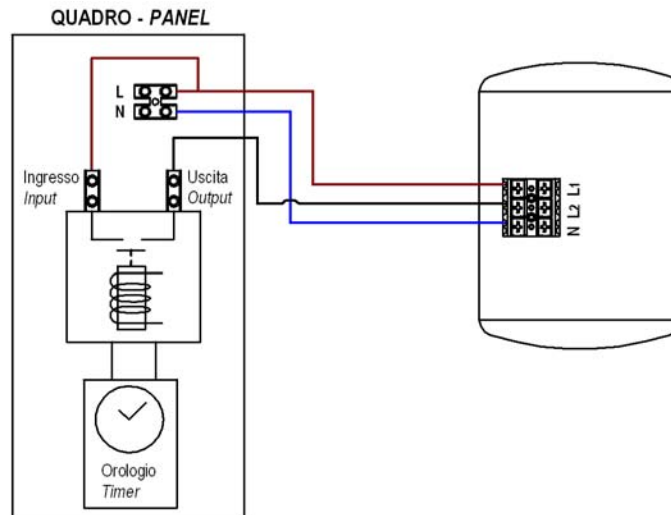 QUADRO - PANEL
L
N
Ingresso
Input
Uscita
Output
L1
L2
N
Orologio
Timer